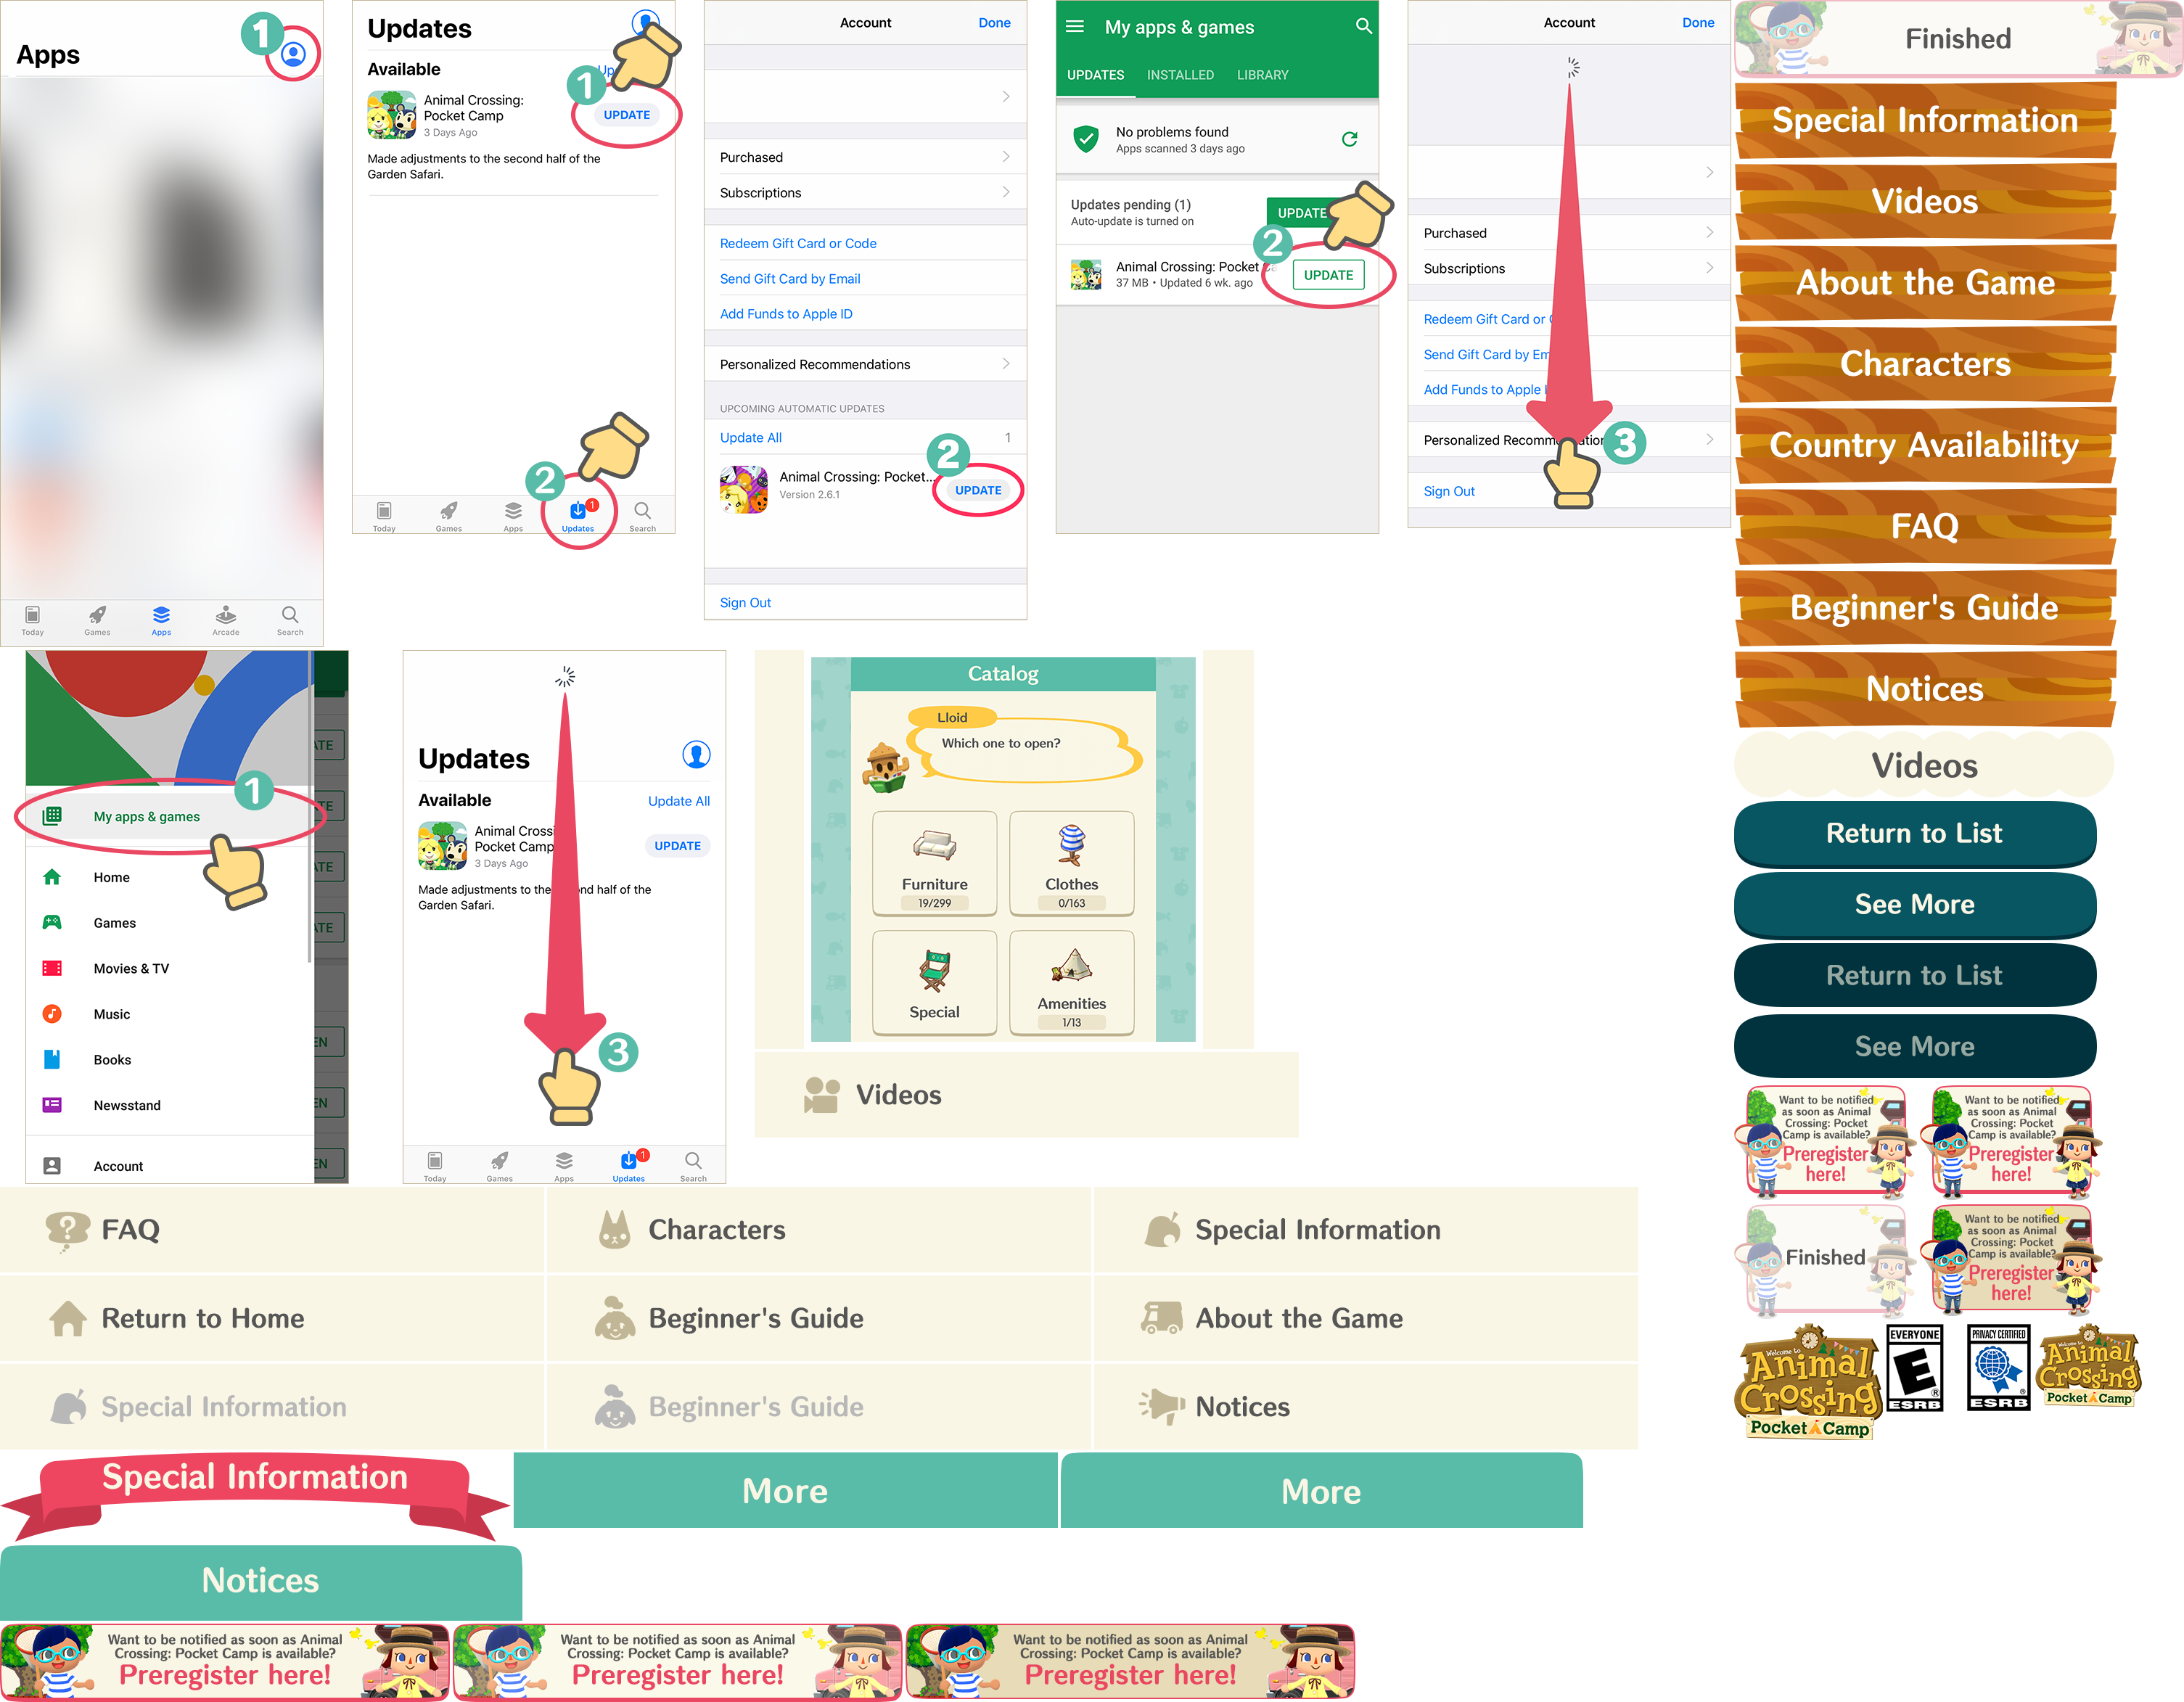 1
Apps
Today
Games
Apps
Arcade
Search
Updates
Available
Up
1
Animal Crossing:
Pocket Camp
3 Days Ago
UPDATE
Made adjustments to the second half of the
Garden Safari.
2
1
Today
Games
Apps
Updates
Search
Account
Done
Purchased
Subscriptions
Redeem Gift Card or Code
Send Gift Card by Email
Add Funds to Apple ID
Personalized Recommendations
UPCOMING AUTOMATIC UPDATES
Update All
1
2
Animal Crossing: Pocket...
Version 2.6.1
UPDATE
Sign Out
My apps & games
UPDATES
INSTALLED
LIBRARY
No problems found
Apps scanned 3 days ago
Updates pending (1)
Auto-update is turned on
UPDATE
2
Animal Crossing: Pocket
37 MB • Updated 6 wk. ago
UPDATE
Account
Done
Purchased
Subscriptions
Redeem Gift Card or
Send Gift Card by Em
Add Funds to Apple
Personalized Recomm
3
Sign Out
Finished
Special Information
Videos
About the Game
Characters
Country Availability
FAQ
Beginner's Guide
Notices
Videos
Return to List
See More
Return to List
See More
1
My apps & games
Home
Games
Movies & TV
Music
Books
Newsstand
Account
ATE
TE
ATE
ATE
EN
EN
EN
Updates
Available
Update All
Animal Crossi
Pocket Camp
3 Days Ago
UPDATE
Made adjustments to the second half of the
Garden Safari.
3
1
Today
Games
Apps
Updates
Search
Catalog
Lloid
Which one to open?
Furniture
19/299
Clothes
0/163
Special
Amenities
1/13
Videos
Want to be notified
as soon as Animal
Crossing: Pocket
Camp is available?
Preregister
here!
Want to be notified
as soon as Animal
Crossing: Pocket
Camp is available?
Preregister
here!
Finished
Want to be notified
as soon as Animal
Crossing: Pocket
Camp is available?
Preregister
here!
Welcome to
Animal
Crossing
Pocket Camp
EVERYONE
E
®
ESRB
PRIVACY CERTIFIED
®
ESRB
Welcome to
Animal
Crossing
Pocket Camp
FAQ
Characters
Special Information
Return to Home
Beginner's Guide
About the Game
Special Information
Beginner's Guide
Notices
Special Information
More
More
Notices
Want to be notified as soon as Animal
Crossing: Pocket Camp is available?
Preregister here!
Want to be notified as soon as Animal
Crossing: Pocket Camp is available?
Preregister here!
Want to be notified as soon as Animal
Crossing: Pocket Camp is available?
Preregister here!